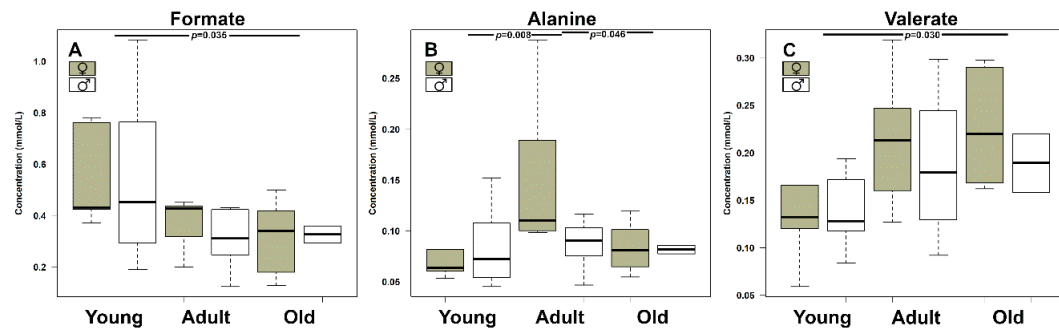 Formate
p=0.036
A
♀
♂
Concentration (mmol/L)
1.0
0.8
0.6
0.4
0.2
Young Adult Old
Alanine
p=0.008 p=0.046
B
♀
♂
Concentration (mmol/L)
0.25
0.20
0.15
0.10
0.05
Young Adult Old
Valerate
p=0.030
C
♀
♂
Concentration (mmol/L)
0.30
0.25
0.20
0.15
0.10
0.05
Young Adult Old